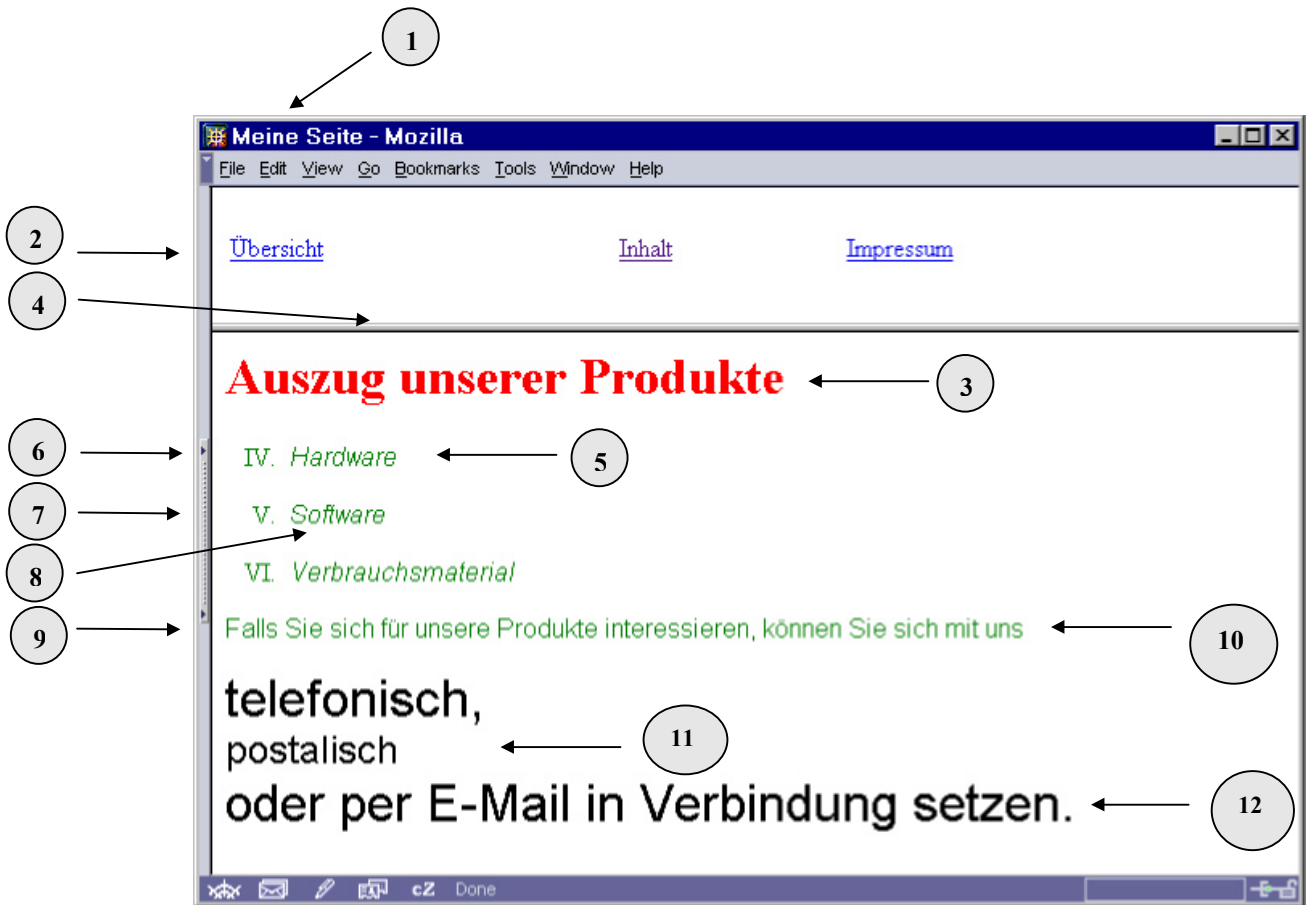 1
Meine Seite - Mozilla
File Edit View Go Bookmarks Tools Window Help
2
Übersicht Inhalt Impressum
4
Auszug unserer Produkte
3
6
IV. Hardware
5
7
V. Software
8
VI. Verbrauchsmaterial
9
Falls Sie sich für unsere Produkte interessieren, können Sie sich mit uns
10
telefonisch,
postalisch
11
oder per E-Mail in Verbindung setzen.
12
cZ Done